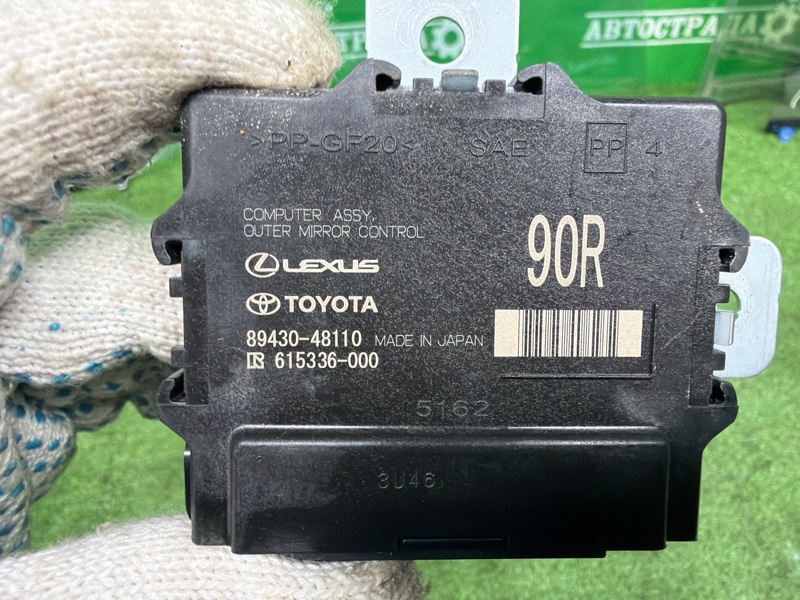 АВТОСТРАДА
>PP-GF20< SAE PP 4
COMPUTER ASSY,
OUTER MIRROR CONTROL
90R
LEXUS
TOYOTA
89430-48110 MADE IN JAPAN
615336-000
5162
3U46